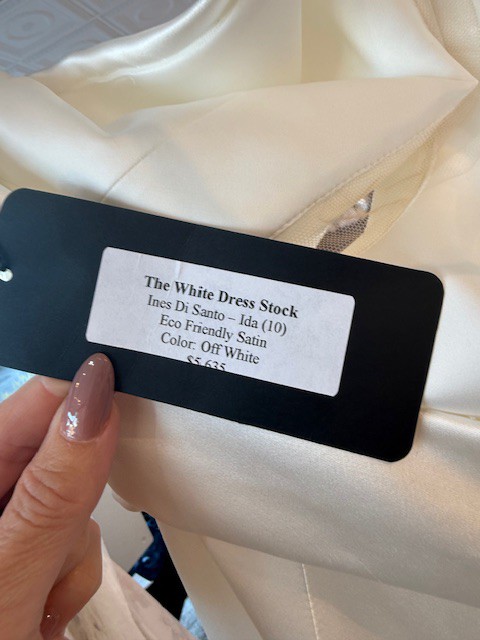 The White Dress Stock
Ines Di Santo – Ida (10)
Eco Friendly Satin
Color: Off White
$5,635